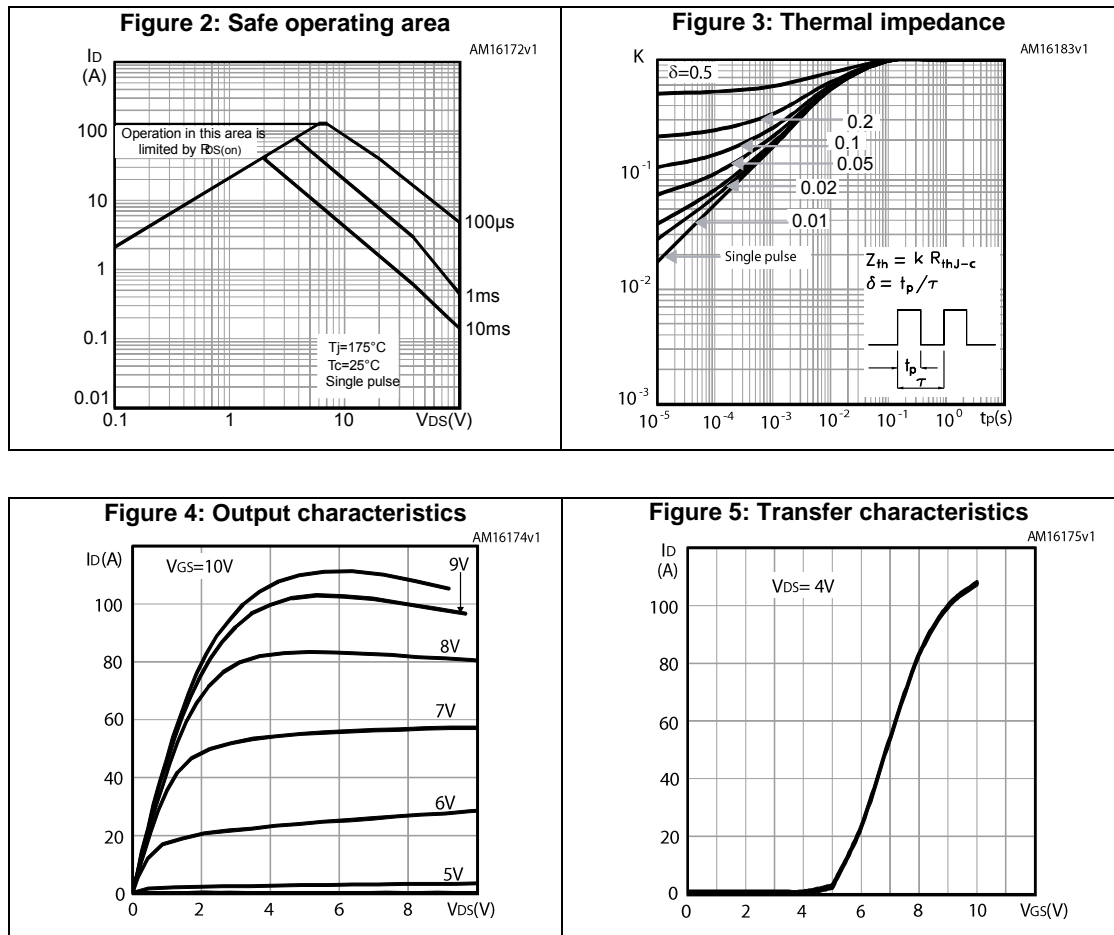 Figure 2: Safe operating area
AM16172v1
ID
(A)
100
10
1
0.1
0.01
0.1
1
10
VDS(V)
Operation in this area is
limited by RDS(on)
100µs
1ms
10ms
Tj=175°C
Tc=25°C
Single pulse
Figure 3: Thermal impedance
AM16183v1
K
δ=0.5
0.2
0.1
0.05
0.02
0.01
Single pulse
10-1
10-2
10-3
Zth = k RthJ-c
δ = tp/τ
tp
τ
10-5
10-4
10-3
10-2
10-1
100
tp(s)
Figure 4: Output characteristics
AM16174v1
ID(A)
VGS=10V
9V
8V
7V
6V
5V
100
80
60
40
20
0
0
2
4
6
8
VDS(V)
Figure 5: Transfer characteristics
AM16175v1
ID
(A)
VDS= 4V
100
80
60
40
20
0
0
2
4
6
8
10
VGS(V)